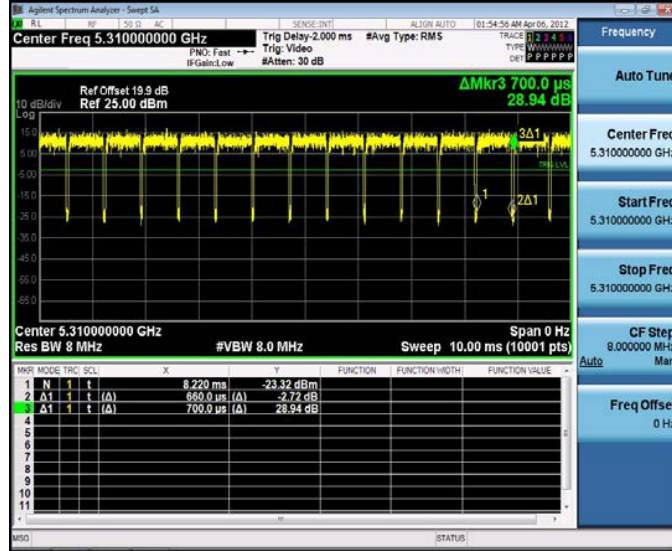 Agilent Spectrum Analyzer - Swept SA
RL RF 50 Ω AC SENSE:INT ALIGN AUTO 01:54:56 AM Apr 06, 2012
Center Freq 5.310000000 GHz
PNO: Fast
IFGain:Low
Trig Delay-2.000 ms
Trig: Video
#Atten: 30 dB
#Avg Type: RMS
TRACE 1 2 3 4 5 6
TYPE WWWWWW
DET P P P P P P
Ref Offset 19.9 dB
10 dB/div Ref 25.00 dBm
Log
ΔMkr3 700.0 µs
28.94 dB
15.0
5.00
-5.00
-15.0
-25.0
-35.0
-45.0
-55.0
-65.0
3Δ1
TRIG LVL
1
2Δ1
Center 5.310000000 GHz Span 0 Hz
Res BW 8 MHz #VBW 8.0 MHz Sweep 10.00 ms (10001 pts)
MKR MODE TRC SCL X Y FUNCTION FUNCTION WIDTH FUNCTION VALUE
1 N 1 t 8.220 ms -23.32 dBm
2 Δ1 1 t (Δ) 660.0 µs (Δ) -2.72 dB
3 Δ1 1 t (Δ) 700.0 µs (Δ) 28.94 dB
4
5
6
7
8
9
10
11
MSG STATUS
Frequency
Auto Tune
Center Freq
5.310000000 GHz
Start Freq
5.310000000 GHz
Stop Freq
5.310000000 GHz
CF Step
8.000000 MHz
Auto Man
Freq Offset
0 Hz